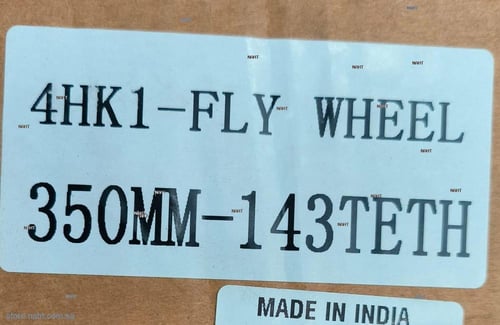 4HK1-FLY WHEEL
350MM-143TETH
MADE IN INDIA